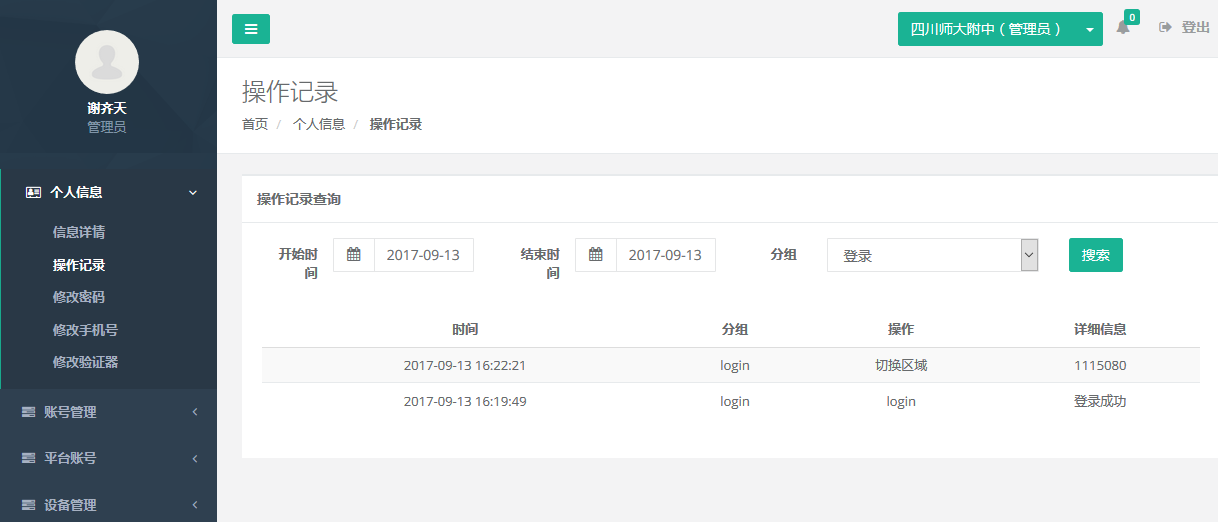 谢齐天
管理员
个人信息
信息详情
操作记录
修改密码
修改手机号
修改验证器
账号管理
平台账号
设备管理
四川师大附中（管理员）
0
登出
操作记录
首页 / 个人信息 / 操作记录
操作记录查询
开始时间
2017-09-13
结束时间
2017-09-13
分组
登录
搜索
时间 分组 操作 详细信息
2017-09-13 16:22:21 login 切换区域 1115080
2017-09-13 16:19:49 login login 登录成功